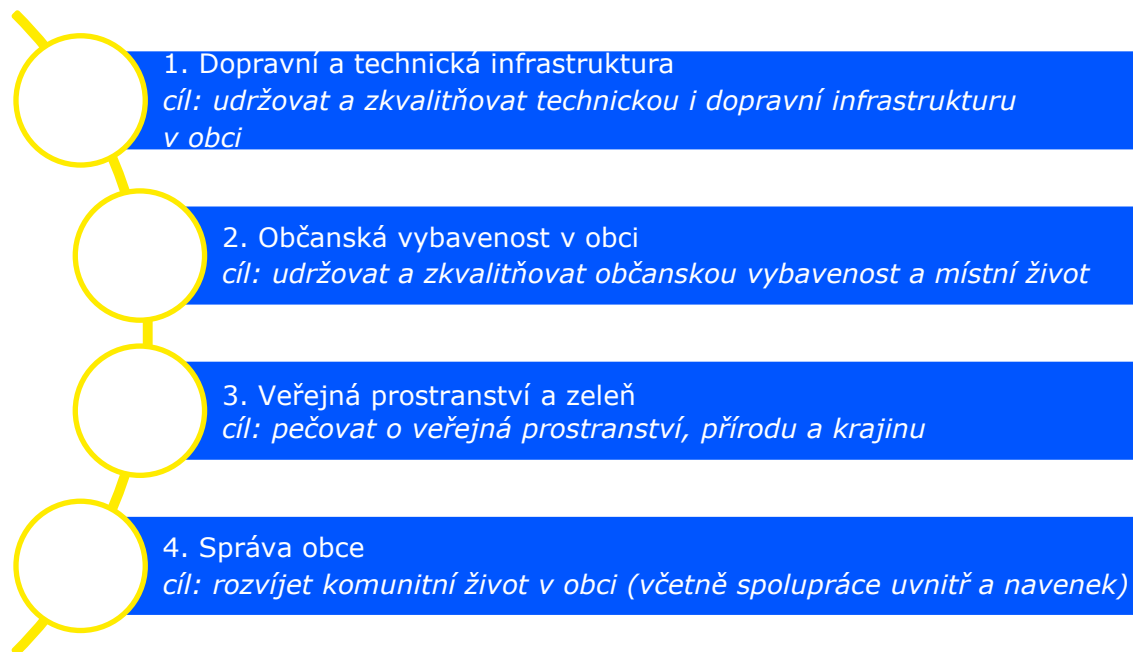 1. Dopravní a technická infrastruktura
cíl: udržovat a zkvalitňovat technickou i dopravní infrastrukturu
v obci
2. Občanská vybavenost v obci
cíl: udržovat a zkvalitňovat občanskou vybavenost a místní život
3. Veřejná prostranství a zeleň
cíl: pečovat o veřejná prostranství, přírodu a krajinu
4. Správa obce
cíl: rozvíjet komunitní život v obci (včetně spolupráce uvnitř a navenek)